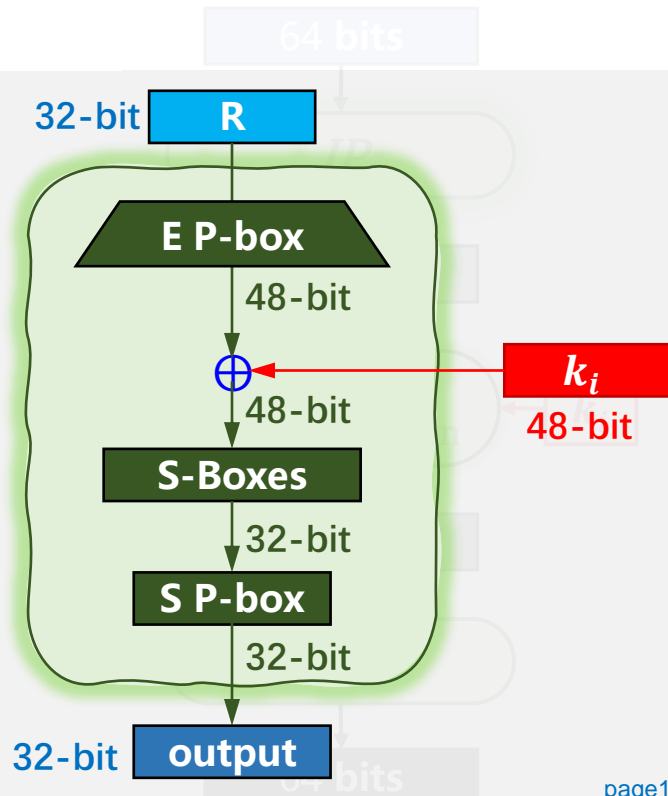 64 bits
32-bit
R
IP
E P-box
48-bit
k_i
48-bit
48-bit
S-Boxes
32-bit
S P-box
32-bit
32-bit
output
64 bits
page1